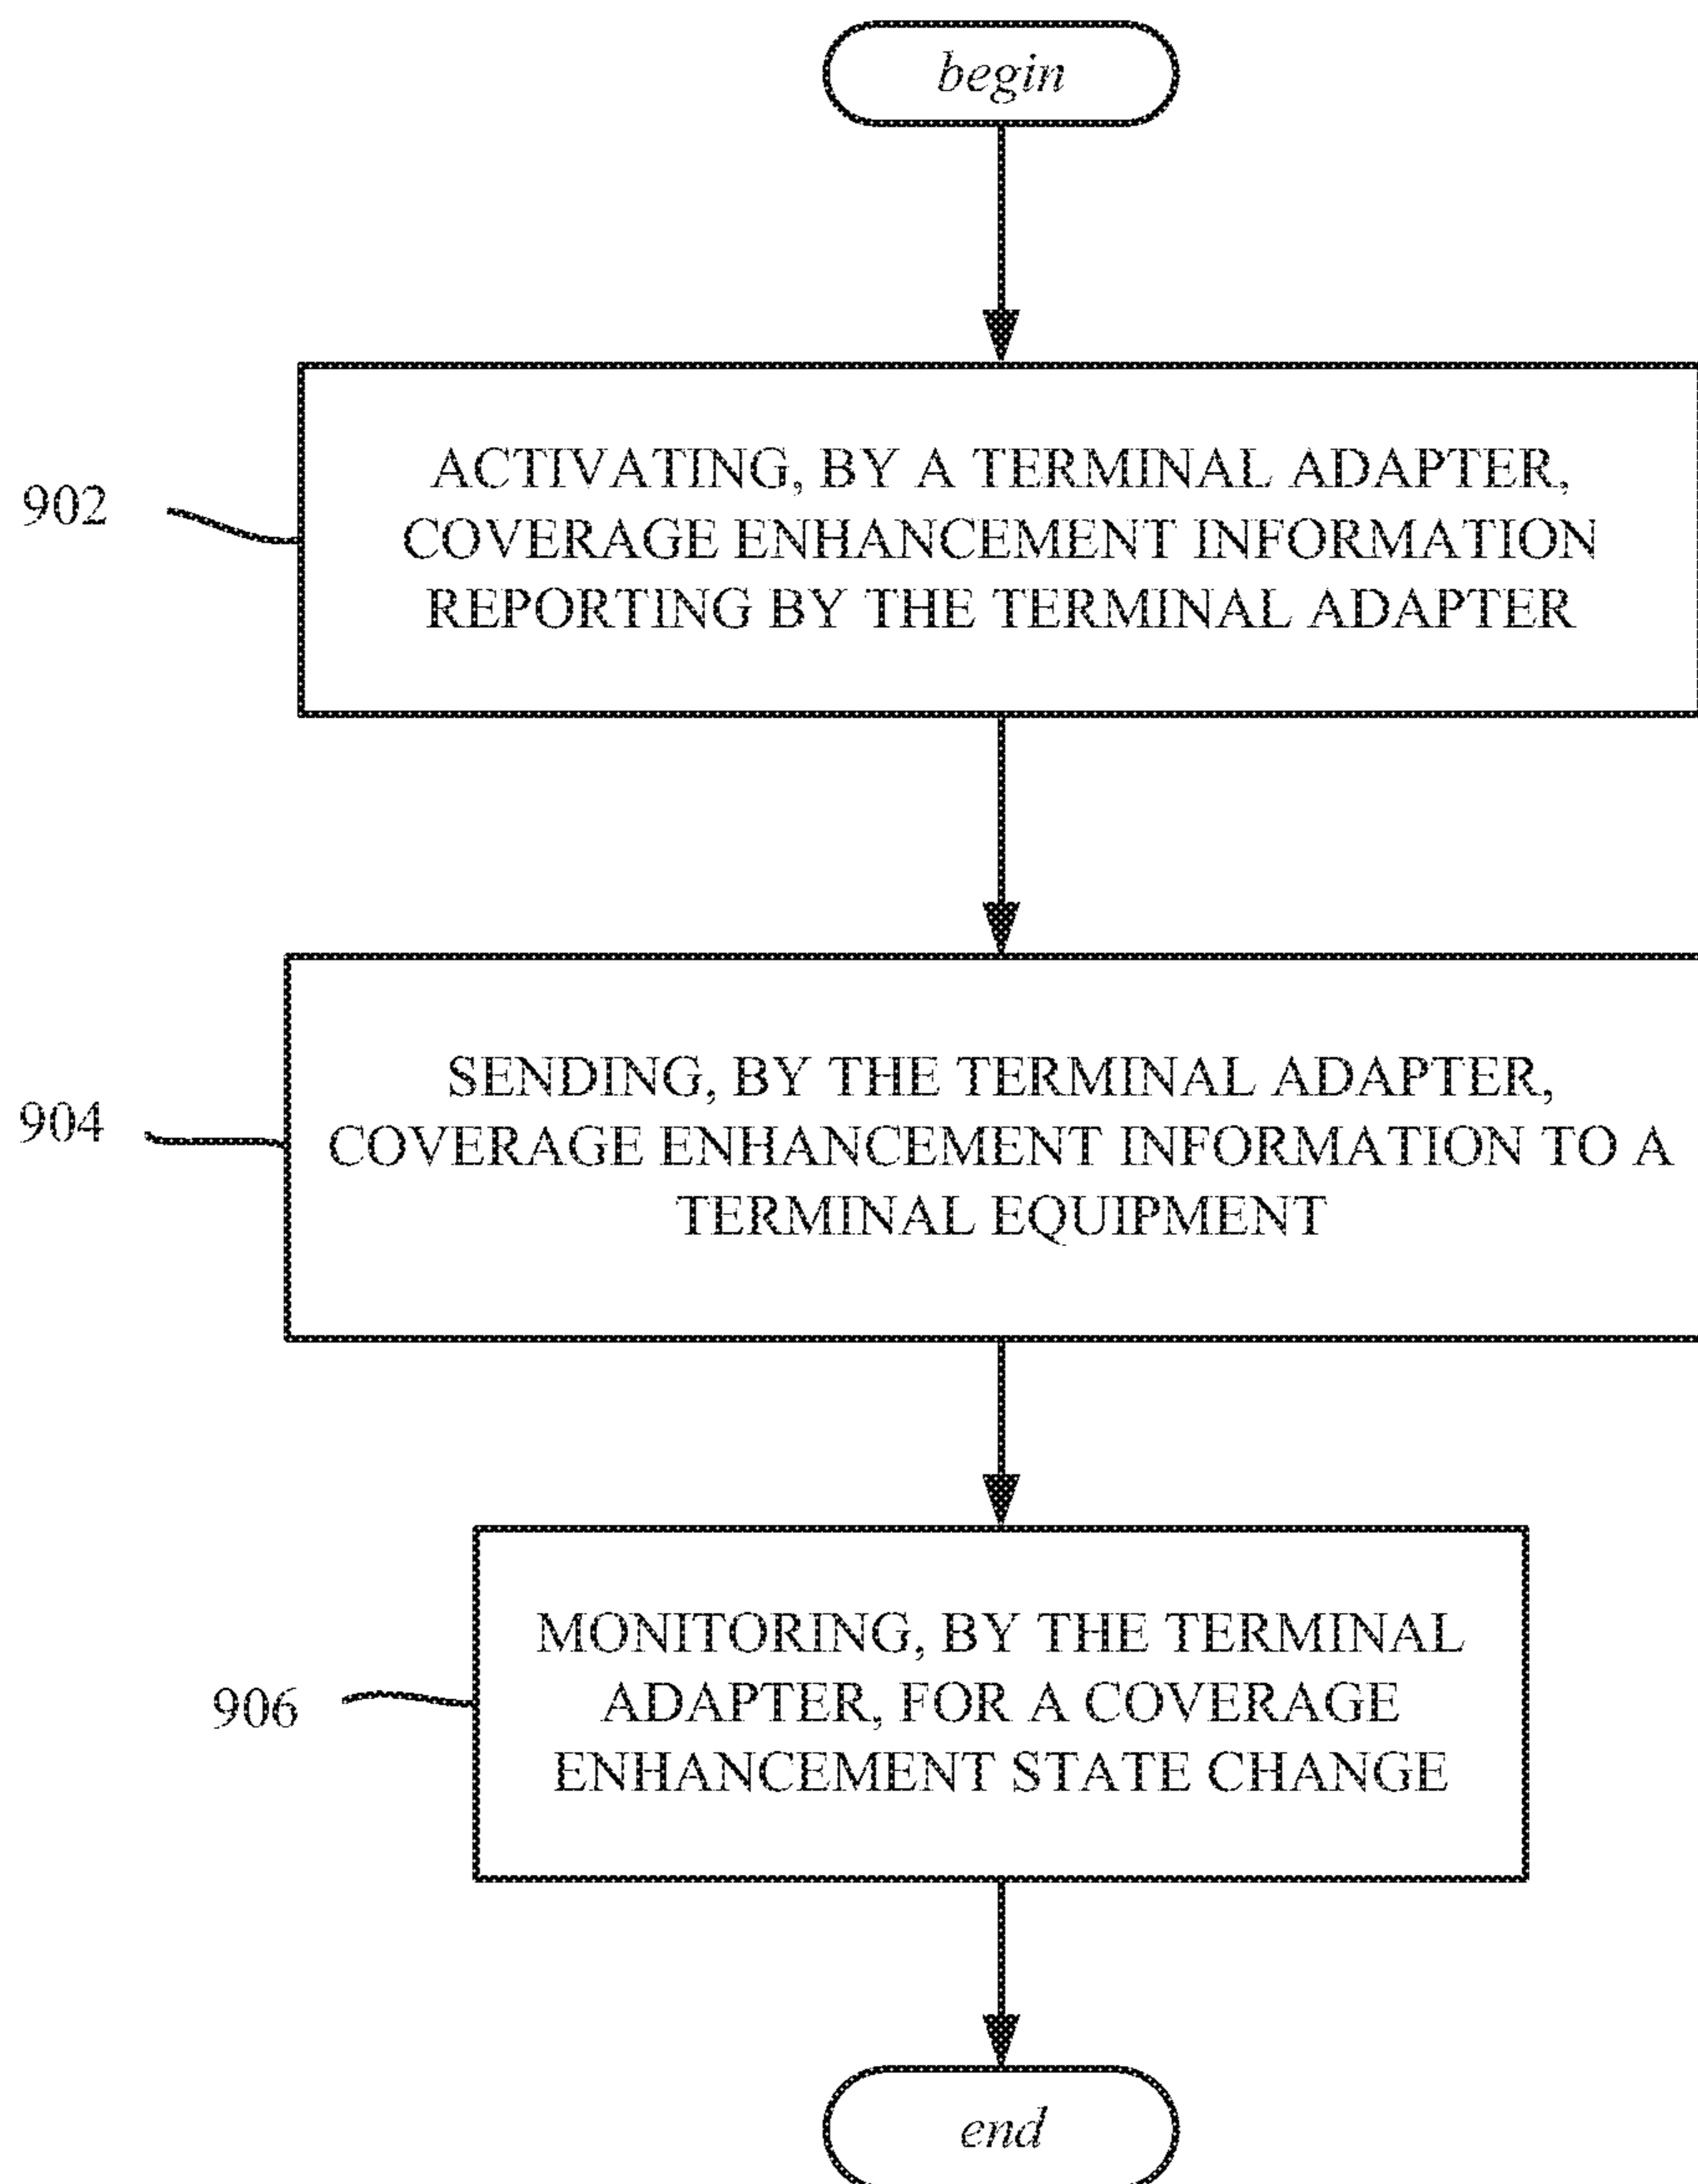 begin
902
ACTIVATING, BY A TERMINAL ADAPTER,
COVERAGE ENHANCEMENT INFORMATION
REPORTING BY THE TERMINAL ADAPTER
904
SENDING, BY THE TERMINAL ADAPTER,
COVERAGE ENHANCEMENT INFORMATION TO A
TERMINAL EQUIPMENT
906
MONITORING, BY THE TERMINAL
ADAPTER, FOR A COVERAGE
ENHANCEMENT STATE CHANGE
end